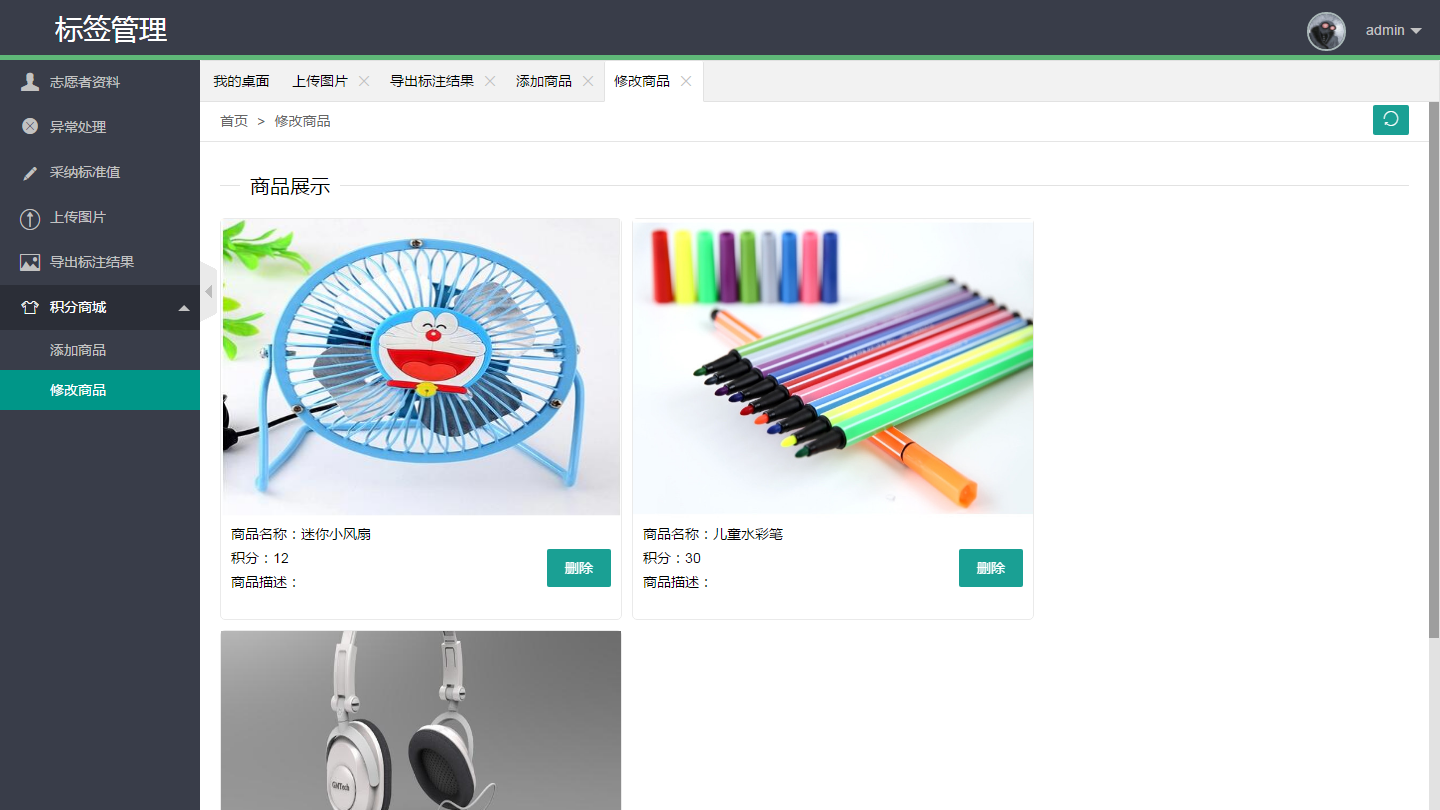 标签管理
admin
志愿者资料
异常处理
采纳标准值
上传图片
导出标注结果
积分商城
添加商品
修改商品
我的桌面
上传图片
导出标注结果
添加商品
修改商品
首页 > 修改商品
商品展示
商品名称：迷你小风扇
积分：12
商品描述：
删除
商品名称：儿童水彩笔
积分：30
商品描述：
删除
GHTech